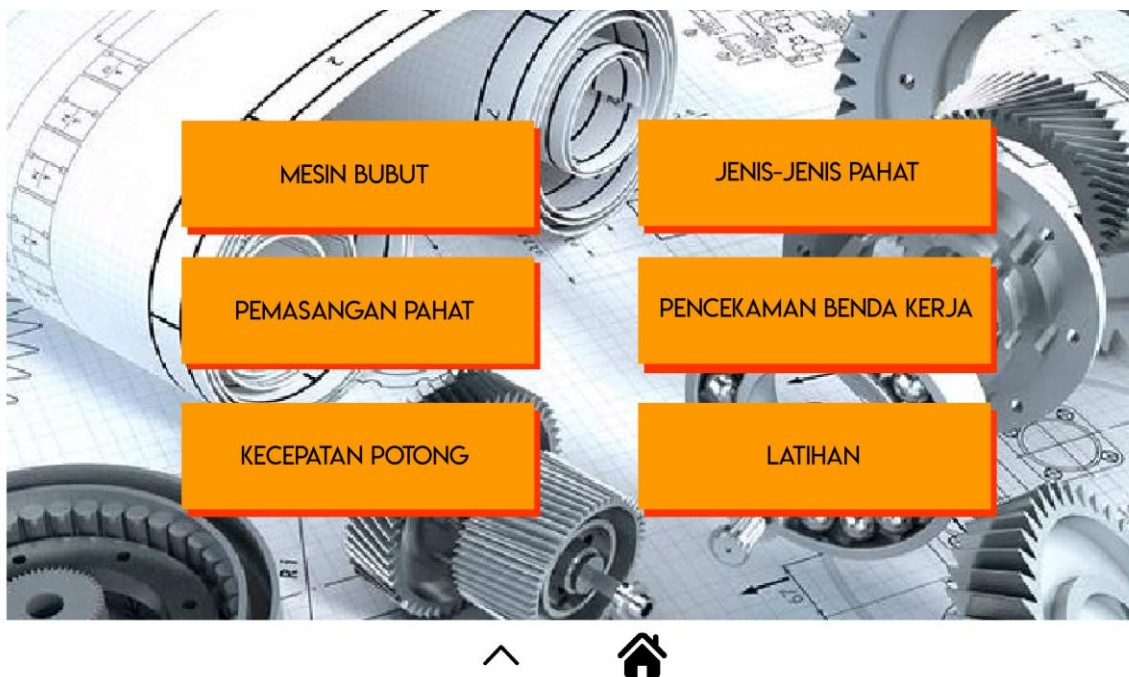 MESIN BUBUT
JENIS-JENIS PAHAT
PEMASANGAN PAHAT
PENCEKAMAN BENDA KERJA
KECEPATAN POTONG
LATIHAN